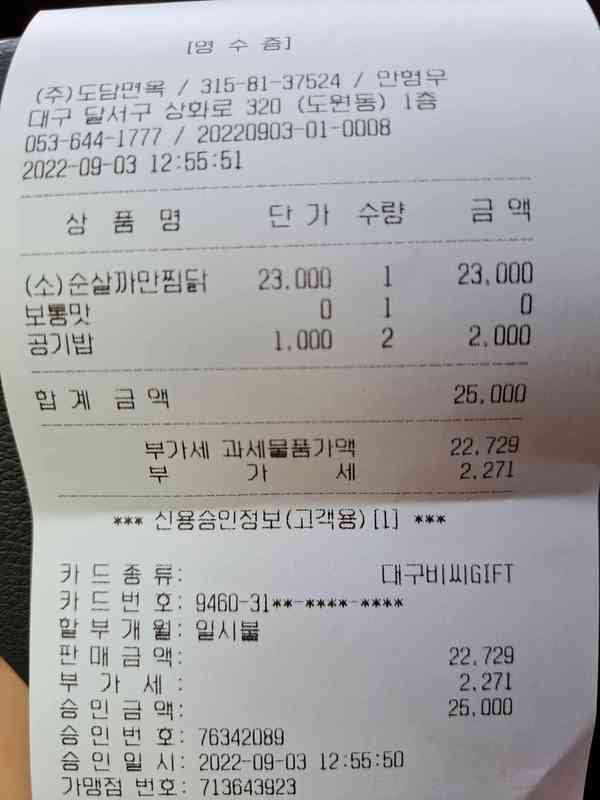 [영 수 증]
(주)도담면옥 / 315-81-37524 / 안형우
대구 달서구 상화로 320 (도원동) 1층
053-644-1777 / 20220903-01-0008
2022-09-03 12:55:51
상 품 명 단 가 수량 금 액
(소)순살까만찜닭 23,000 1 23,000
보통맛 0 1 0
공기밥 1,000 2 2,000
합 계 금 액 25,000
부가세 과세물품가액 22,729
부 가 세 2,271
*** 신용승인정보(고객용)[1] ***
카 드 종 류: 대구비씨GIFT
카 드 번 호: 9460-31**-****-****
할 부 개 월: 일시불
판 매 금 액: 22,729
부 가 세 : 2,271
승 인 금 액: 25,000
승 인 번 호: 76342089
승 인 일 시: 2022-09-03 12:55:50
가맹점 번호: 713643923